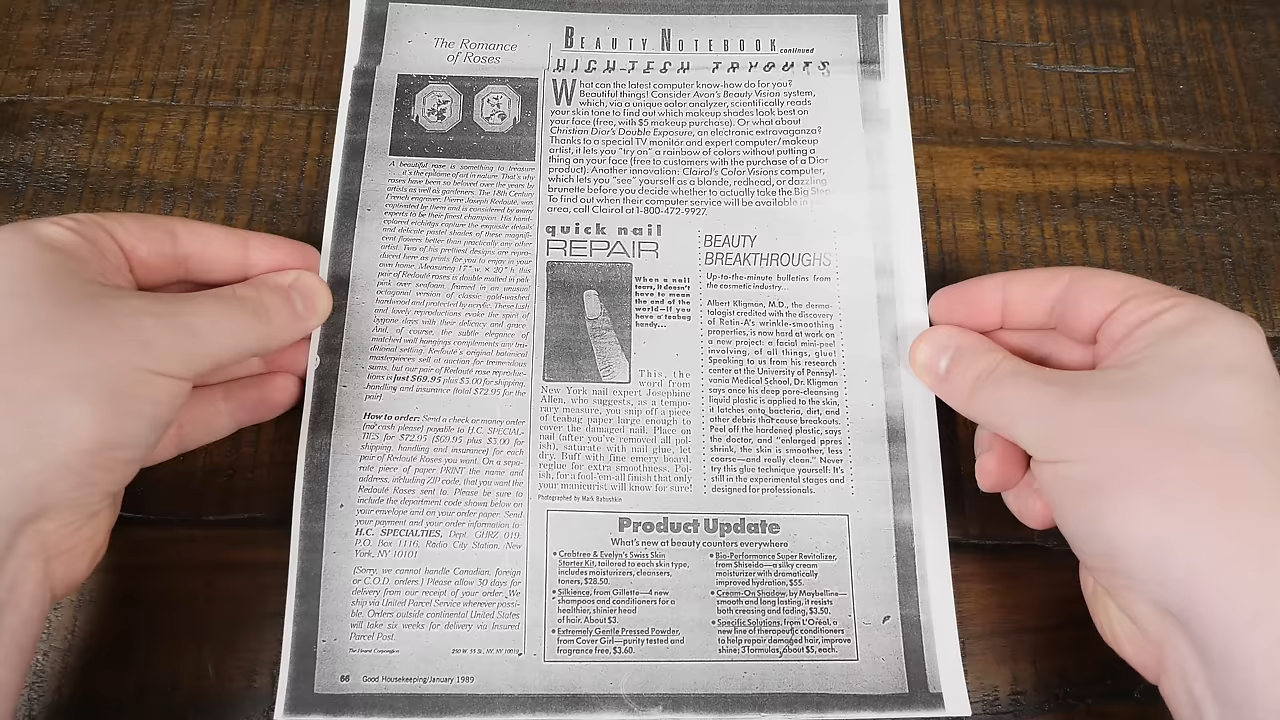 The Romance
of Roses
A beautiful rose is something to treasure
...it's the epitome of art in nature. That's why
roses have been so beloved over the years by
artists as well as gardeners. The 18th Century
French engraver, Pierre Joseph Redouté, was
captivated by them and is considered by many
experts to be their finest champion. His hand-
colored etchings capture the exquisite details
and delicate pastel shades of these magnifi-
cent flowers better than practically any other
artist. Two of his prettiest designs are repro-
duced here as prints for you to enjoy in your
own home. Measuring 17" w. × 20" h. this
pair of Redouté roses is double matted in pale
pink over seafoam, framed in an unusual
octagonal version of classic gold-washed
hardwood and protected by acrylic. These lush
and lovely reproductions evoke the spirit of
bygone days with their delicacy and grace.
And, of course, the subtle elegance of
matched wall hangings complements any tra-
ditional setting. Redouté's original botanical
masterpieces sell at auction for tremendous
sums, but our pair of Redouté rose reproduc-
tions is just $69.95 plus $3.00 for shipping,
handling and insurance (total $72.95 for the
pair).
How to order: Send a check or money order
(no cash please) payable to H.C. SPECIAL-
TIES for $72.95 ($69.95 plus $3.00 for
shipping, handling and insurance) for each
pair of Redouté Roses you want. On a sepa-
rate piece of paper PRINT the name and
address, including ZIP code, that you want the
Redouté Roses sent to. Please be sure to
include the department code shown below on
your envelope and on your order paper. Send
your payment and your order information to:
H.C. SPECIALTIES, Dept. GHRZ 019,
P.O. Box 1116, Radio City Station, New
York, NY 10101.
(Sorry, we cannot handle Canadian, foreign
or C.O.D. orders.) Please allow 30 days for
delivery from our receipt of your order. We
ship via United Parcel Service wherever possi-
ble. Orders outside continental United States
will take six weeks for delivery via Insured
Parcel Post.
The Hearst Corporation 250 W. 55 St., NY, NY 10019
BEAUTY NOTEBOOK continued
HIGH-TECH TRYOUTS
What can the latest computer know-how do for you?
Beautiful things! Consider Avon's Beauty Vision system,
which, via a unique color analyzer, scientifically reads
your skin tone to find out which makeup shades look best on
your face (free, with $5 makeup purchase). Or what about
Christian Dior's Double Exposure, an electronic extravaganza?
Thanks to a special TV monitor and expert computer/makeup
artist, it lets you "try on" a rainbow of colors without putting a
thing on your face (free to customers with the purchase of a Dior
product). Another innovation: Clairol's Color Visions computer,
which lets you "see" yourself as a blonde, redhead, or dazzling
brunette before you decide whether to actually take the Big Step.
To find out when their computer service will be available in your
area, call Clairol at 1-800-472-9927.
quick nail
REPAIR
When a nail
tears, it doesn't
have to mean
the end of the
world—if you
have a teabag
handy...
This, the
word from
New York nail expert Josephine
Allen, who suggests, as a tempo-
rary measure, you snip off a piece
of teabag paper large enough to
cover the damaged nail. Place on
nail (after you've removed all pol-
ish), saturate with nail glue, let
dry. Buff with fine emery board,
reglue for extra smoothness. Pol-
ish, for a fool-'em-all finish that only
your manicurist will know for sure!
Photographed by Mark Babushkin
BEAUTY
BREAKTHROUGHS
Up-to-the-minute bulletins from
the cosmetic industry...
Albert Kligman, M.D., the derma-
tologist credited with the discovery
of Retin-A's wrinkle-smoothing
properties, is now hard at work on
a new project: a facial mini-peel
involving, of all things, glue!
Speaking to us from his research
center at the University of Pennsyl-
vania Medical School, Dr. Kligman
says once his deep pore-cleansing
liquid plastic is applied to the skin,
it latches onto bacteria, dirt, and
other debris that cause breakouts.
Peel off the hardened plastic, says
the doctor, and "enlarged pores
shrink, the skin is smoother, less
coarse—and really clean." Never
try this glue technique yourself: It's
still in the experimental stages and
designed for professionals.
Product Update
What's new at beauty counters everywhere
• Crabtree & Evelyn's Swiss Skin
Starter Kit, tailored to each skin type,
includes moisturizers, cleansers,
toners, $28.50.
• Silkience, from Gillette—4 new
shampoos and conditioners for a
healthier, shinier head
of hair. About $3.
• Extremely Gentle Pressed Powder,
from Cover Girl—purity tested and
fragrance free, $3.60.
• Bio-Performance Super Revitalizer,
from Shiseido—a silky cream
moisturizer with dramatically
improved hydration, $55.
• Cream-On Shadow, by Maybelline—
smooth and long lasting, it resists
both creasing and fading, $3.50.
• Specific Solutions, from L'Oréal, a
new line of therapeutic conditioners
to help repair damaged hair, improve
shine; 3 formulas, about $5, each.
66 Good Housekeeping/January 1989